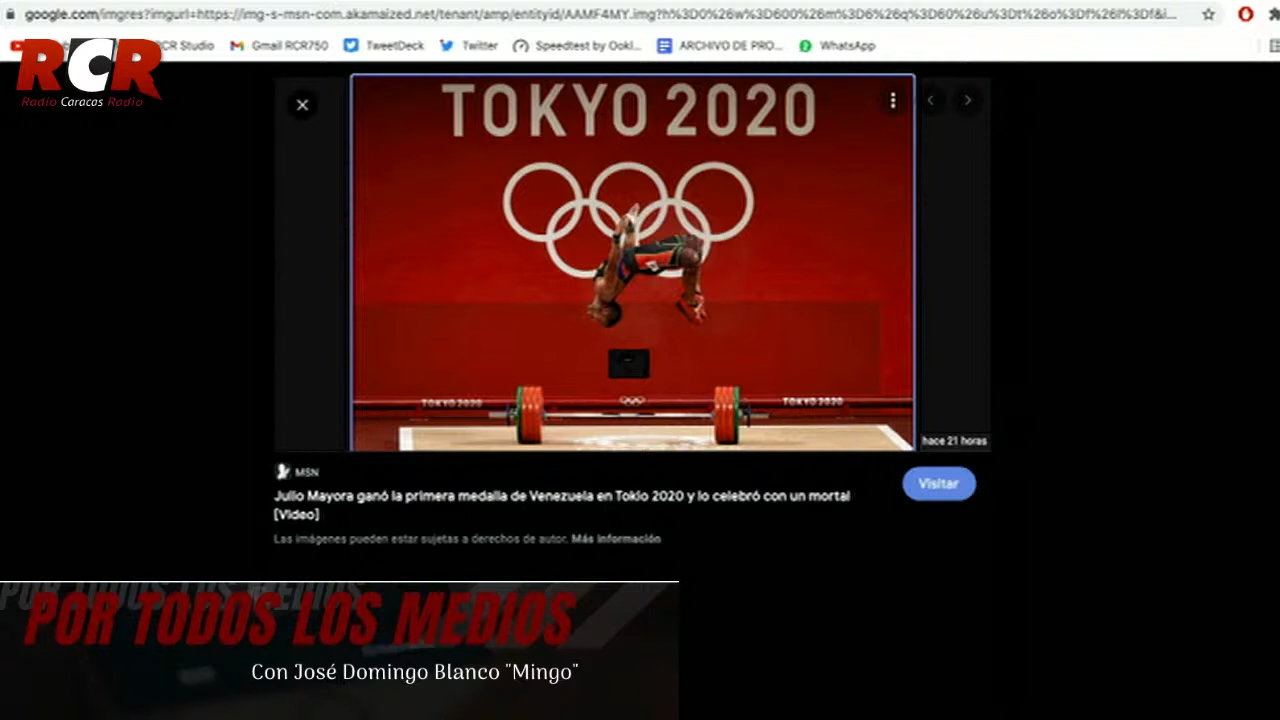 google.com/imgres?imgurl=https://img-s-msn-com.akamaized.net/tenant/amp/entityid/AAMF4MY.img?h%3D0%26w%3D600%26m%3D6%26q%3D60%26u%3Dt%26o%3Df%26l%3Df&i...
RCR Studio
Gmail RCR750
TweetDeck
Twitter
Speedtest by Ookl...
ARCHIVO DE PRO...
WhatsApp
RCR
Radio Caracas Radio
TOKYO 2020
TOKYO 2020
TOKYO 2020
hace 21 horas
MSN
Julio Mayora ganó la primera medalla de Venezuela en Tokio 2020 y lo celebró con un mortal
[Video]
Visitar
Las imágenes pueden estar sujetas a derechos de autor. Más información
POR TODOS LOS MEDIOS
POR TODOS LOS MEDIOS
Con José Domingo Blanco "Mingo"